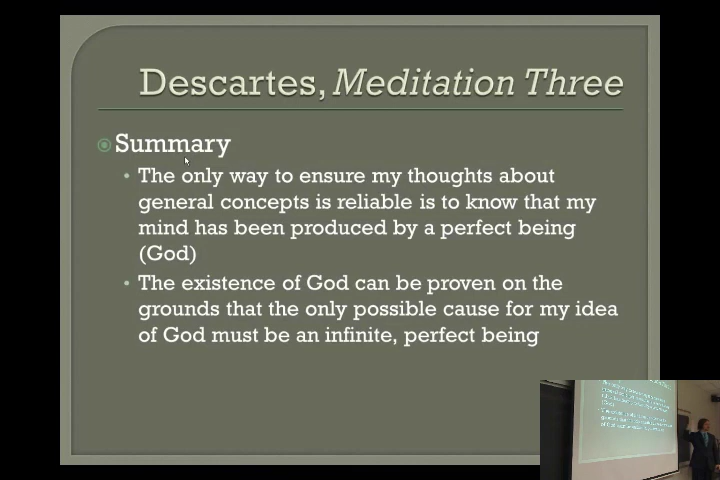 Descartes, Meditation Three
Summary
The only way to ensure my thoughts about
general concepts is reliable is to know that my
mind has been produced by a perfect being
(God)
The existence of God can be proven on the
grounds that the only possible cause for my idea
of God must be an infinite, perfect being